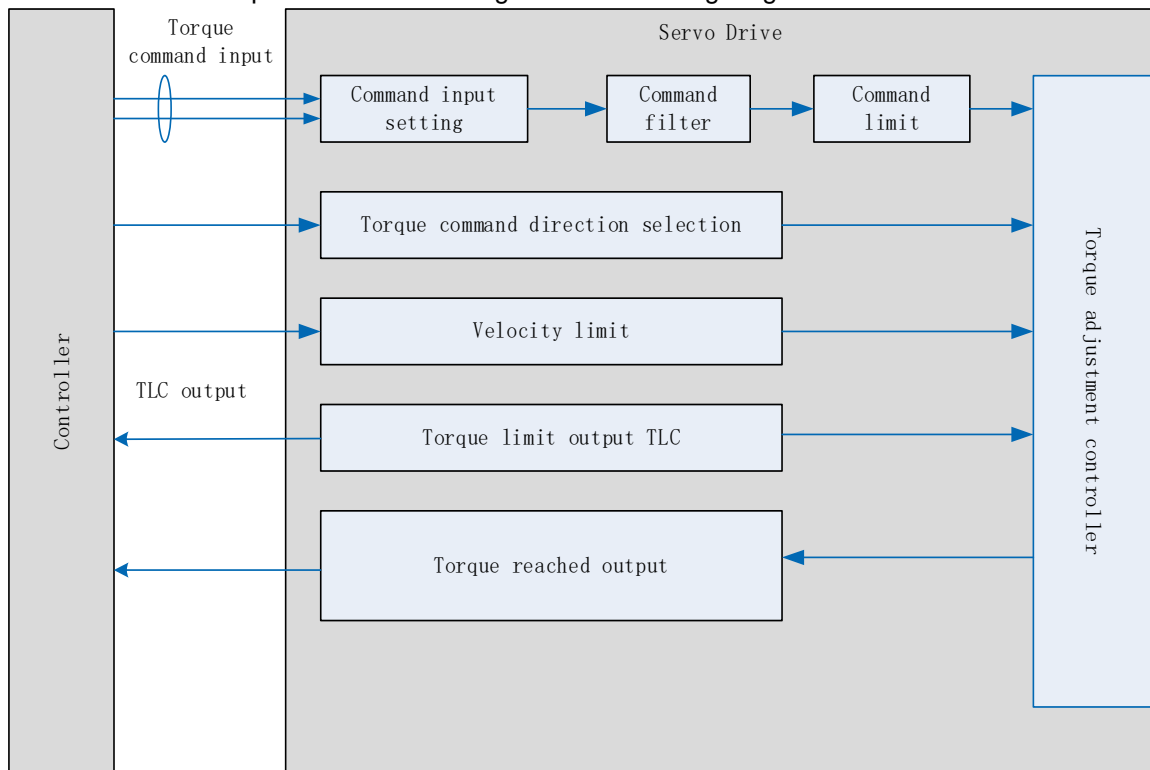 Torque
command input
Servo Drive
Command input
setting
Command
filter
Command
limit
Torque command direction selection
Velocity limit
TLC output
Torque limit output TLC
Torque reached output
Controller
Torque adjustment controller